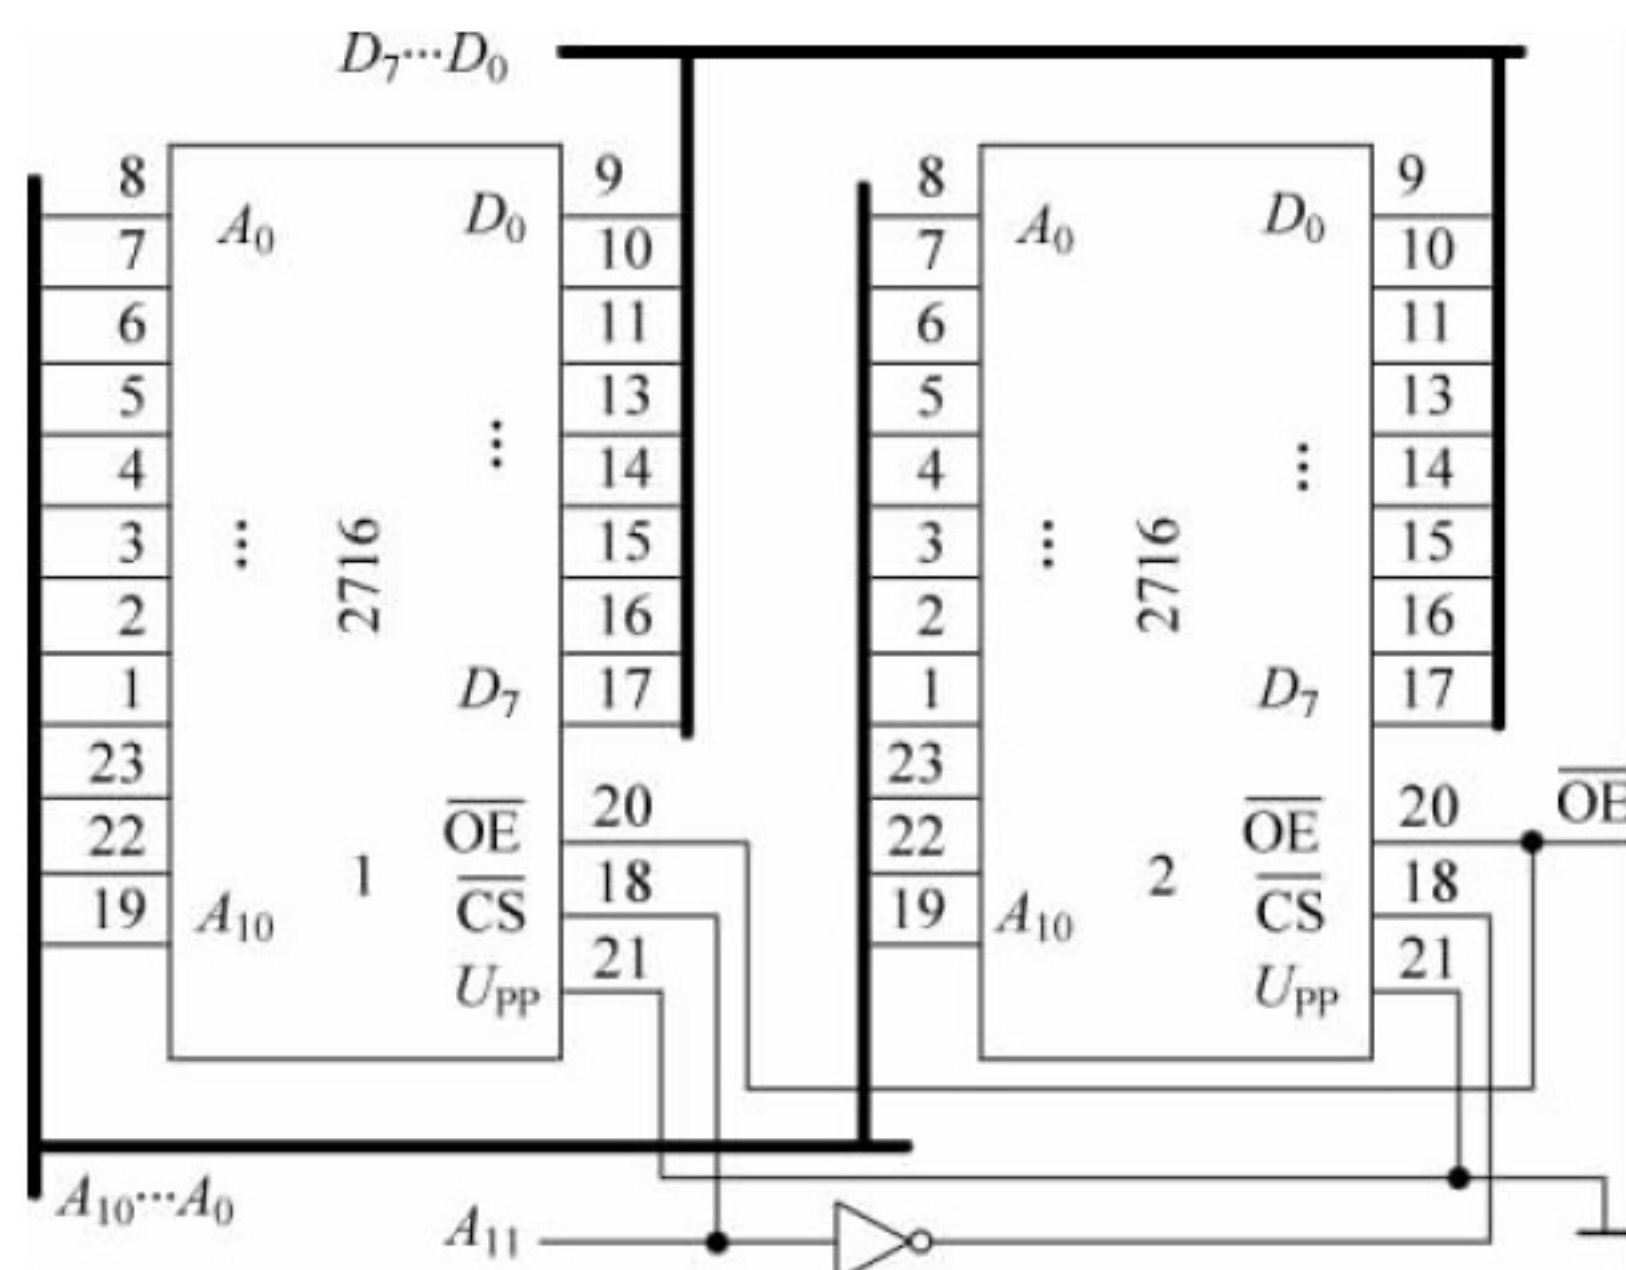 D₇···D₀
8 9 8 9
A₀ D₀ A₀ D₀
7 10 7 10
6 11 6 11
5 13 5 13
... ...
4 14 4 14
... 2716 ... 2716
3 15 3 15
2 16 2 16
1 D₇ 17 1 D₇ 17
23 23
22 1 OE 20 22 2 OE 20 OE
19 A₁₀ CS 18 19 A₁₀ CS 18
U_PP 21 U_PP 21
A₁₀···A₀
A₁₁